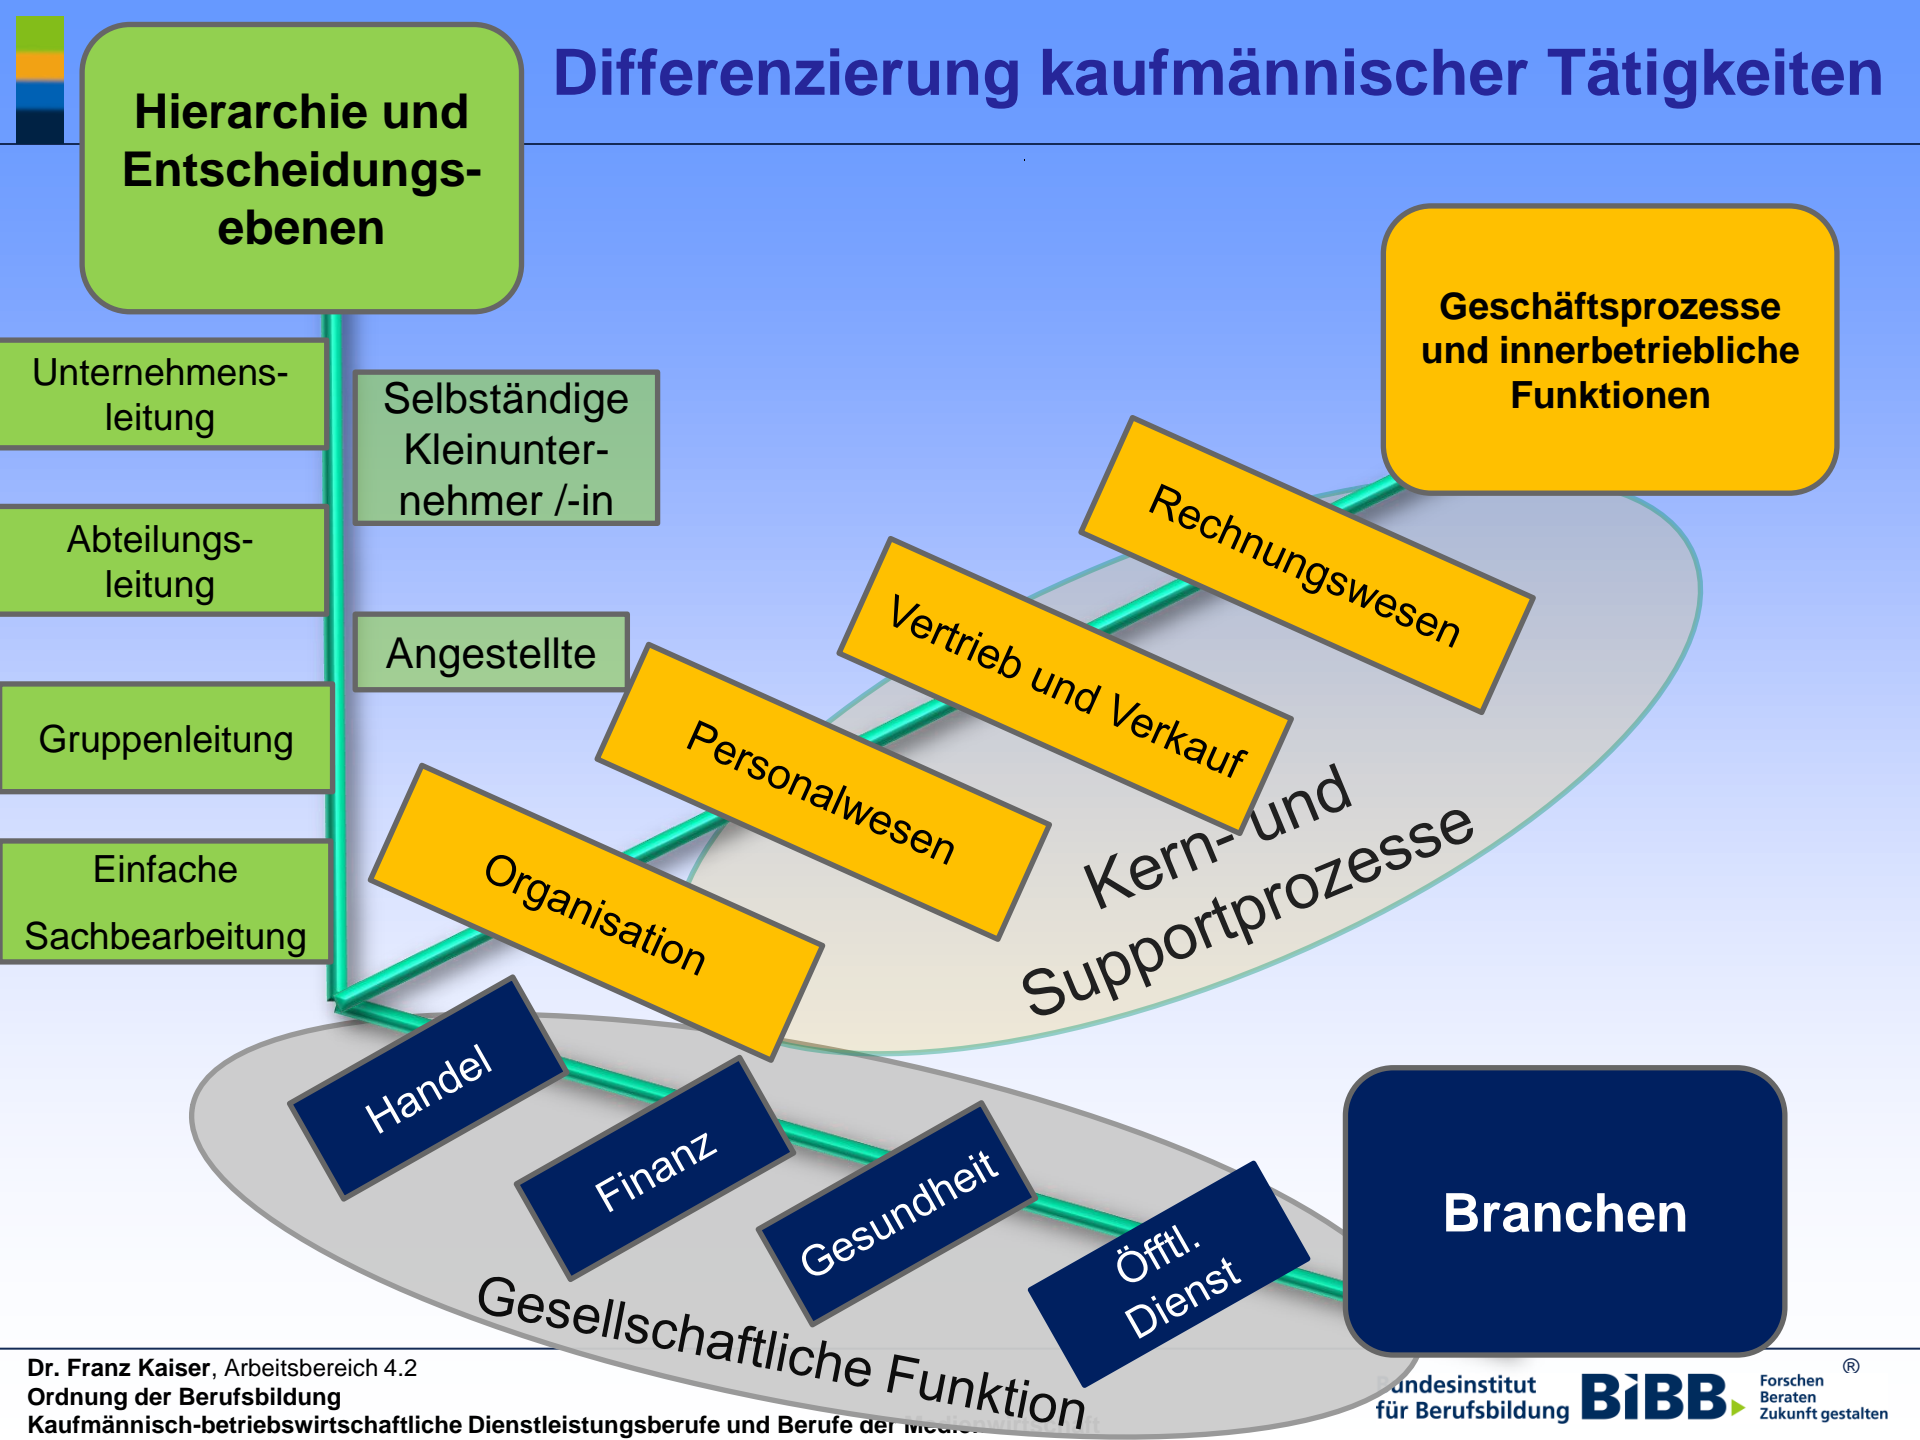 Differenzierung kaufmännischer Tätigkeiten
Hierarchie und
Entscheidungs-
ebenen
Geschäftsprozesse
und innerbetriebliche
Funktionen
Unternehmens-
leitung
Selbständige
Kleinunter-
nehmer /-in
Abteilungs-
leitung
Angestellte
Gruppenleitung
Einfache
Sachbearbeitung
Rechnungswesen
Vertrieb und Verkauf
Personalwesen
Organisation
Kern- und
Supportprozesse
Handel
Finanz
Gesundheit
Öfftl.
Dienst
Branchen
Gesellschaftliche Funktion
Dr. Franz Kaiser, Arbeitsbereich 4.2
Ordnung der Berufsbildung
Kaufmännisch-betriebswirtschaftliche Dienstleistungsberufe und Berufe der Medienwirtschaft
Bundesinstitut
für Berufsbildung
BiBB
®
Forschen
Beraten
Zukunft gestalten